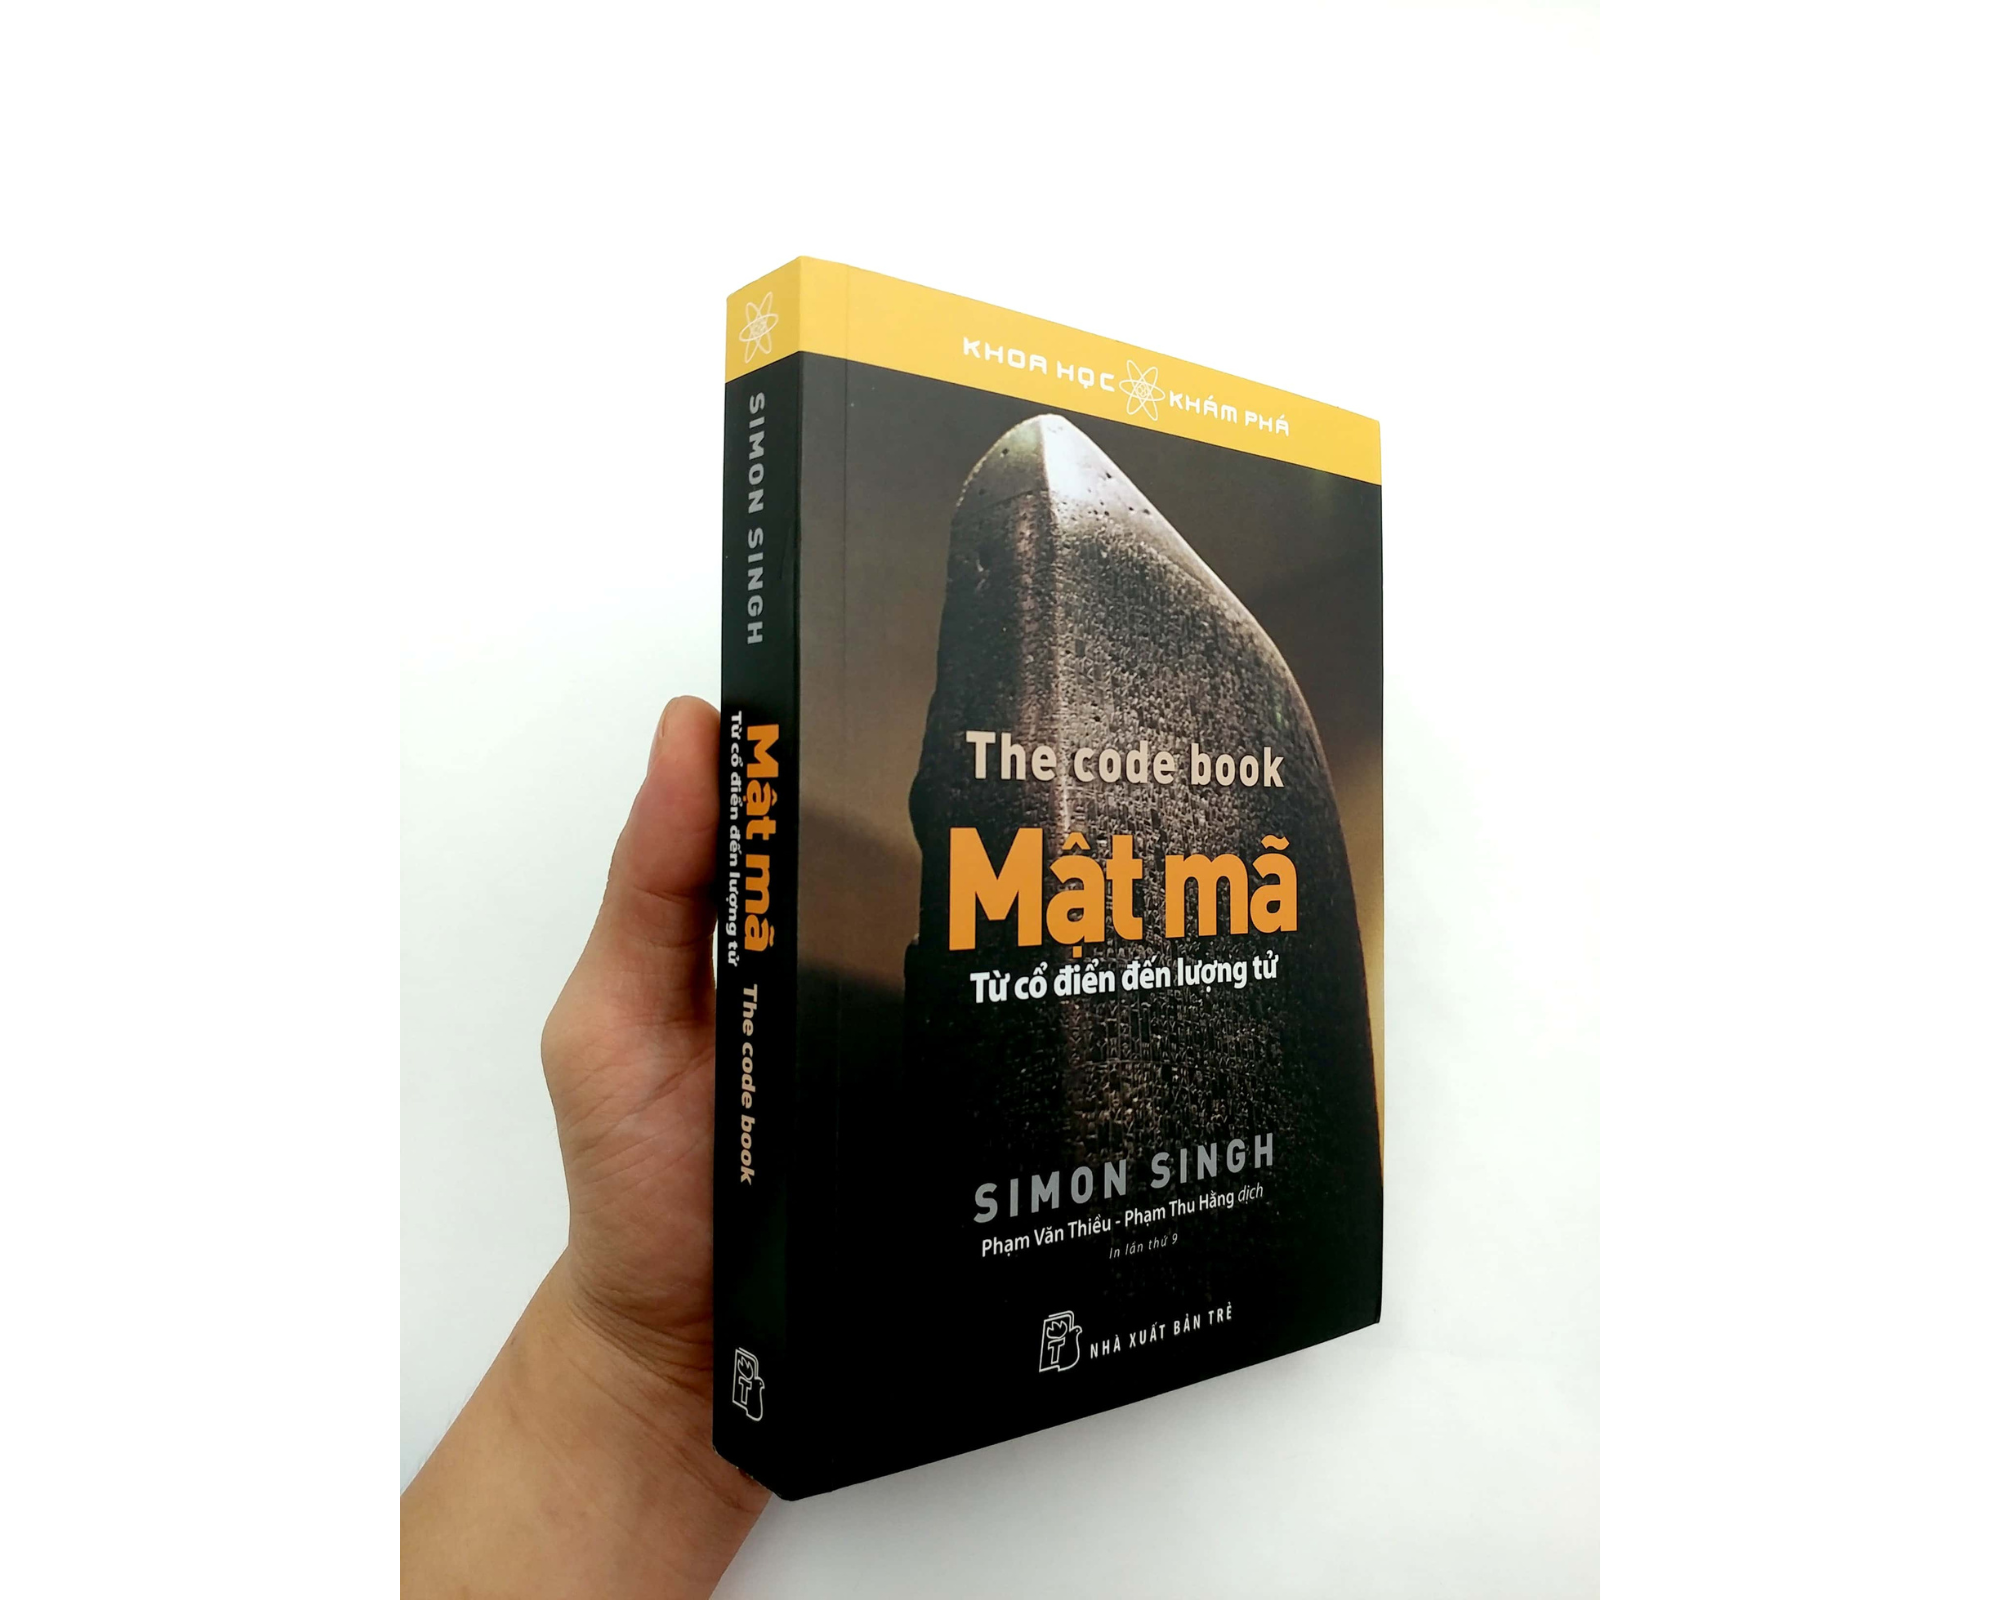 SIMON SINGH
Mật mã
Từ cổ điển đến lượng tử
The code book
KHOA HỌC KHÁM PHÁ
The code book
Mật mã
Từ cổ điển đến lượng tử
SIMON SINGH
Phạm Văn Thiều - Phạm Thu Hằng dịch
In lần thứ 9
NHÀ XUẤT BẢN TRẺ